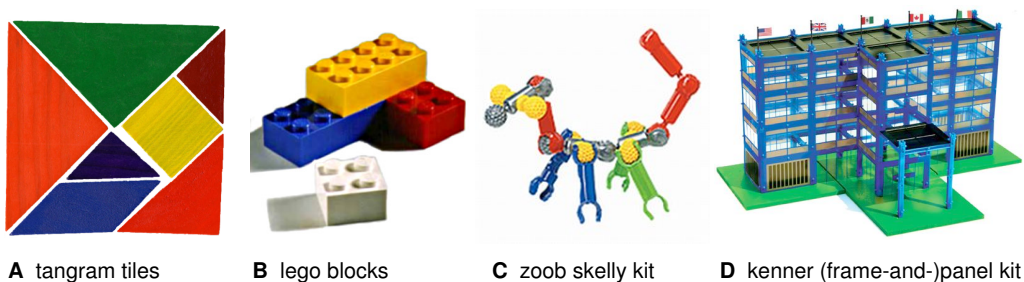 A tangram tiles
B lego blocks
C zoob skelly kit
D kenner (frame-and-)panel kit